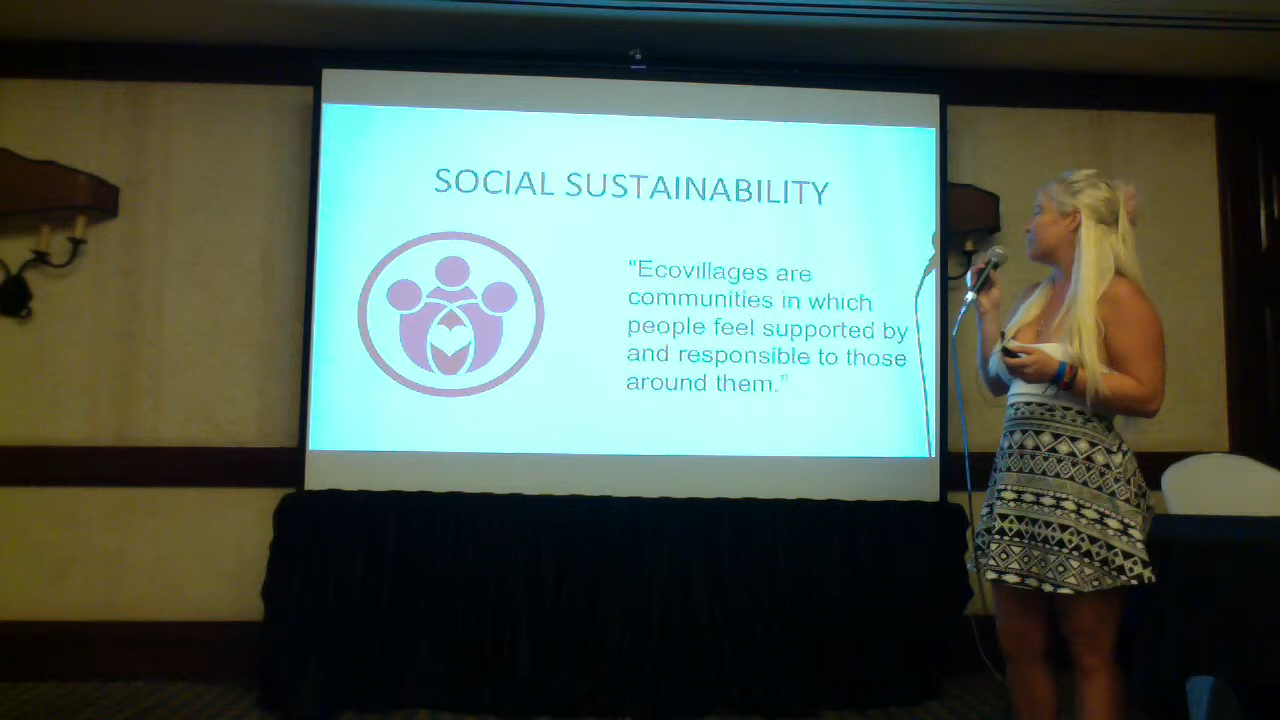 SOCIAL SUSTAINABILITY
“Ecovillages are
communities in which
people feel supported by
and responsible to those
around them.”